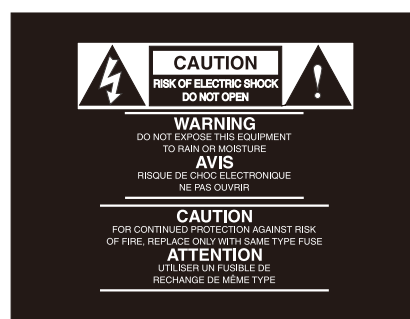 CAUTION
RISK OF ELECTRIC SHOCK
DO NOT OPEN
WARNING
DO NOT EXPOSE THIS EQUIPMENT
TO RAIN OR MOISTURE
AVIS
RISQUE DE CHOC ELECTRONIQUE
NE PAS OUVRIR
CAUTION
FOR CONTINUED PROTECTION AGAINST RISK
OF FIRE, REPLACE ONLY WITH SAME TYPE FUSE
ATTENTION
UTILISER UN FUSIBLE DE
RECHANGE DE MÊME TYPE